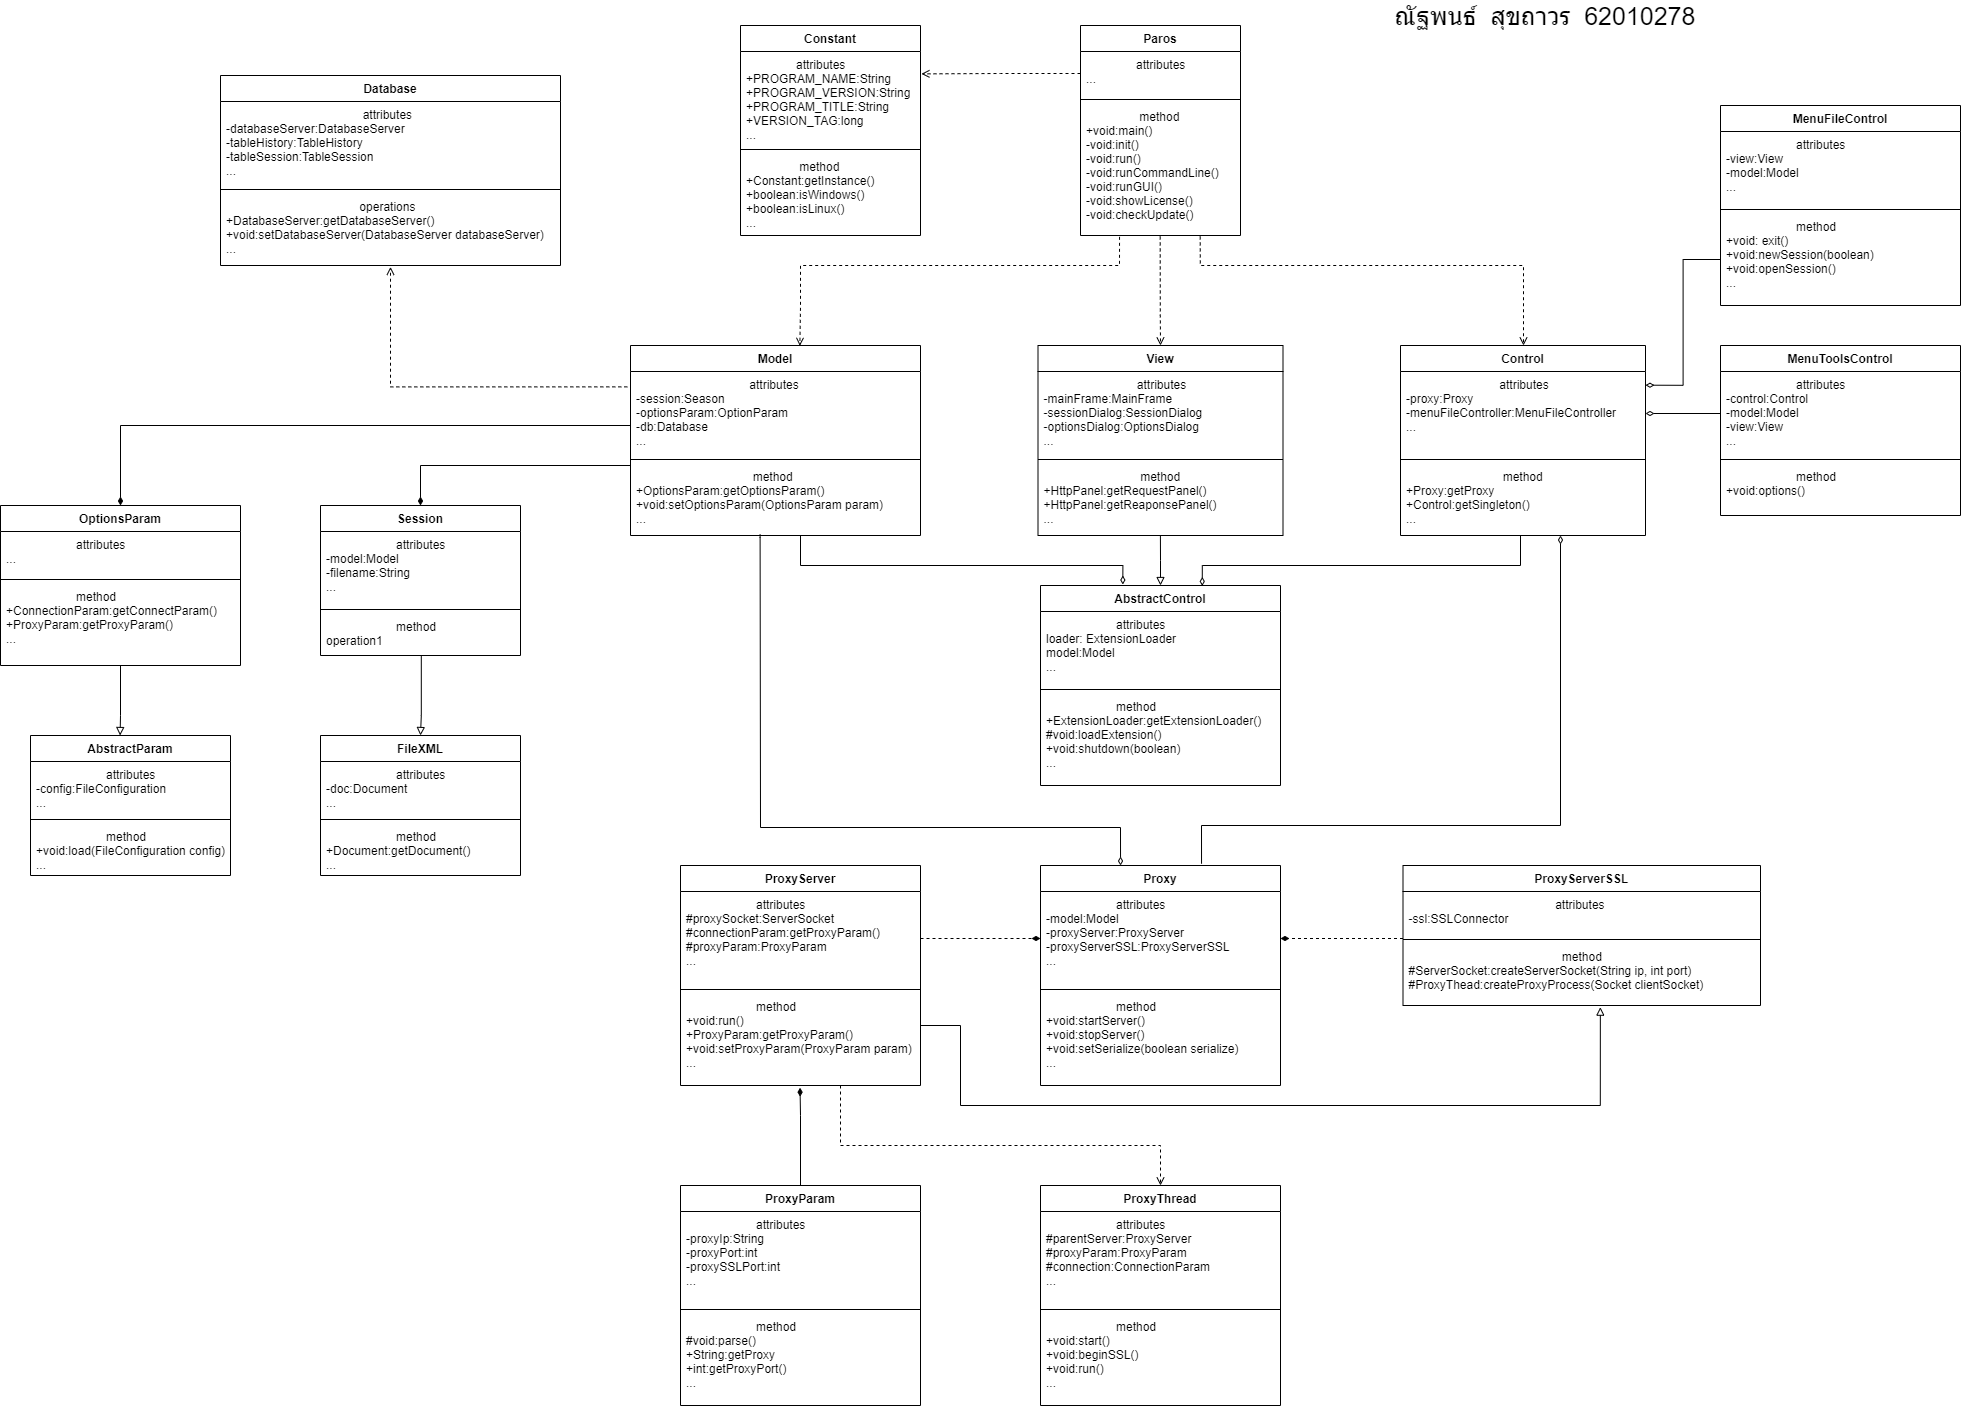 ณัฐพนธ์ สุขถาวร 62010278
Constant
attributes
+PROGRAM_NAME:String
+PROGRAM_VERSION:String
+PROGRAM_TITLE:String
+VERSION_TAG:long
...
method
+Constant:getInstance()
+boolean:isWindows()
+boolean:isLinux()
...
Paros
attributes
...
method
+void:main()
-void:init()
-void:run()
-void:runCommandLine()
-void:runGUI()
-void:showLicense()
-void:checkUpdate()
Database
attributes
-databaseServer:DatabaseServer
-tableHistory:TableHistory
-tableSession:TableSession
...
operations
+DatabaseServer:getDatabaseServer()
+void:setDatabaseServer(DatabaseServer databaseServer)
...
MenuFileControl
attributes
-view:View
-model:Model
...
method
+void: exit()
+void:newSession(boolean)
+void:openSession()
...
Model
attributes
-session:Season
-optionsParam:OptionParam
-db:Database
...
method
+OptionsParam:getOptionsParam()
+void:setOptionsParam(OptionsParam param)
...
View
attributes
-mainFrame:MainFrame
-sessionDialog:SessionDialog
-optionsDialog:OptionsDialog
...
method
+HttpPanel:getRequestPanel()
+HttpPanel:getReaponsePanel()
...
Control
attributes
-proxy:Proxy
-menuFileController:MenuFileController
...
method
+Proxy:getProxy
+Control:getSingleton()
...
MenuToolsControl
attributes
-control:Control
-model:Model
-view:View
...
method
+void:options()
OptionsParam
attributes
...
method
+ConnectionParam:getConnectParam()
+ProxyParam:getProxyParam()
...
Session
attributes
-model:Model
-filename:String
...
method
operation1
AbstractControl
attributes
loader: ExtensionLoader
model:Model
...
method
+ExtensionLoader:getExtensionLoader()
#void:loadExtension()
+void:shutdown(boolean)
...
AbstractParam
attributes
-config:FileConfiguration
...
method
+void:load(FileConfiguration config)
...
FileXML
attributes
-doc:Document
...
method
+Document:getDocument()
...
ProxyServer
attributes
#proxySocket:ServerSocket
#connectionParam:getProxyParam()
#proxyParam:ProxyParam
...
method
+void:run()
+ProxyParam:getProxyParam()
+void:setProxyParam(ProxyParam param)
...
Proxy
attributes
-model:Model
-proxyServer:ProxyServer
-proxyServerSSL:ProxyServerSSL
...
method
+void:startServer()
+void:stopServer()
+void:setSerialize(boolean serialize)
...
ProxyServerSSL
attributes
-ssl:SSLConnector
method
#ServerSocket:createServerSocket(String ip, int port)
#ProxyThead:createProxyProcess(Socket clientSocket)
ProxyParam
attributes
-proxyIp:String
-proxyPort:int
-proxySSLPort:int
...
method
#void:parse()
+String:getProxy
+int:getProxyPort()
...
ProxyThread
attributes
#parentServer:ProxyServer
#proxyParam:ProxyParam
#connection:ConnectionParam
...
method
+void:start()
+void:beginSSL()
+void:run()
...